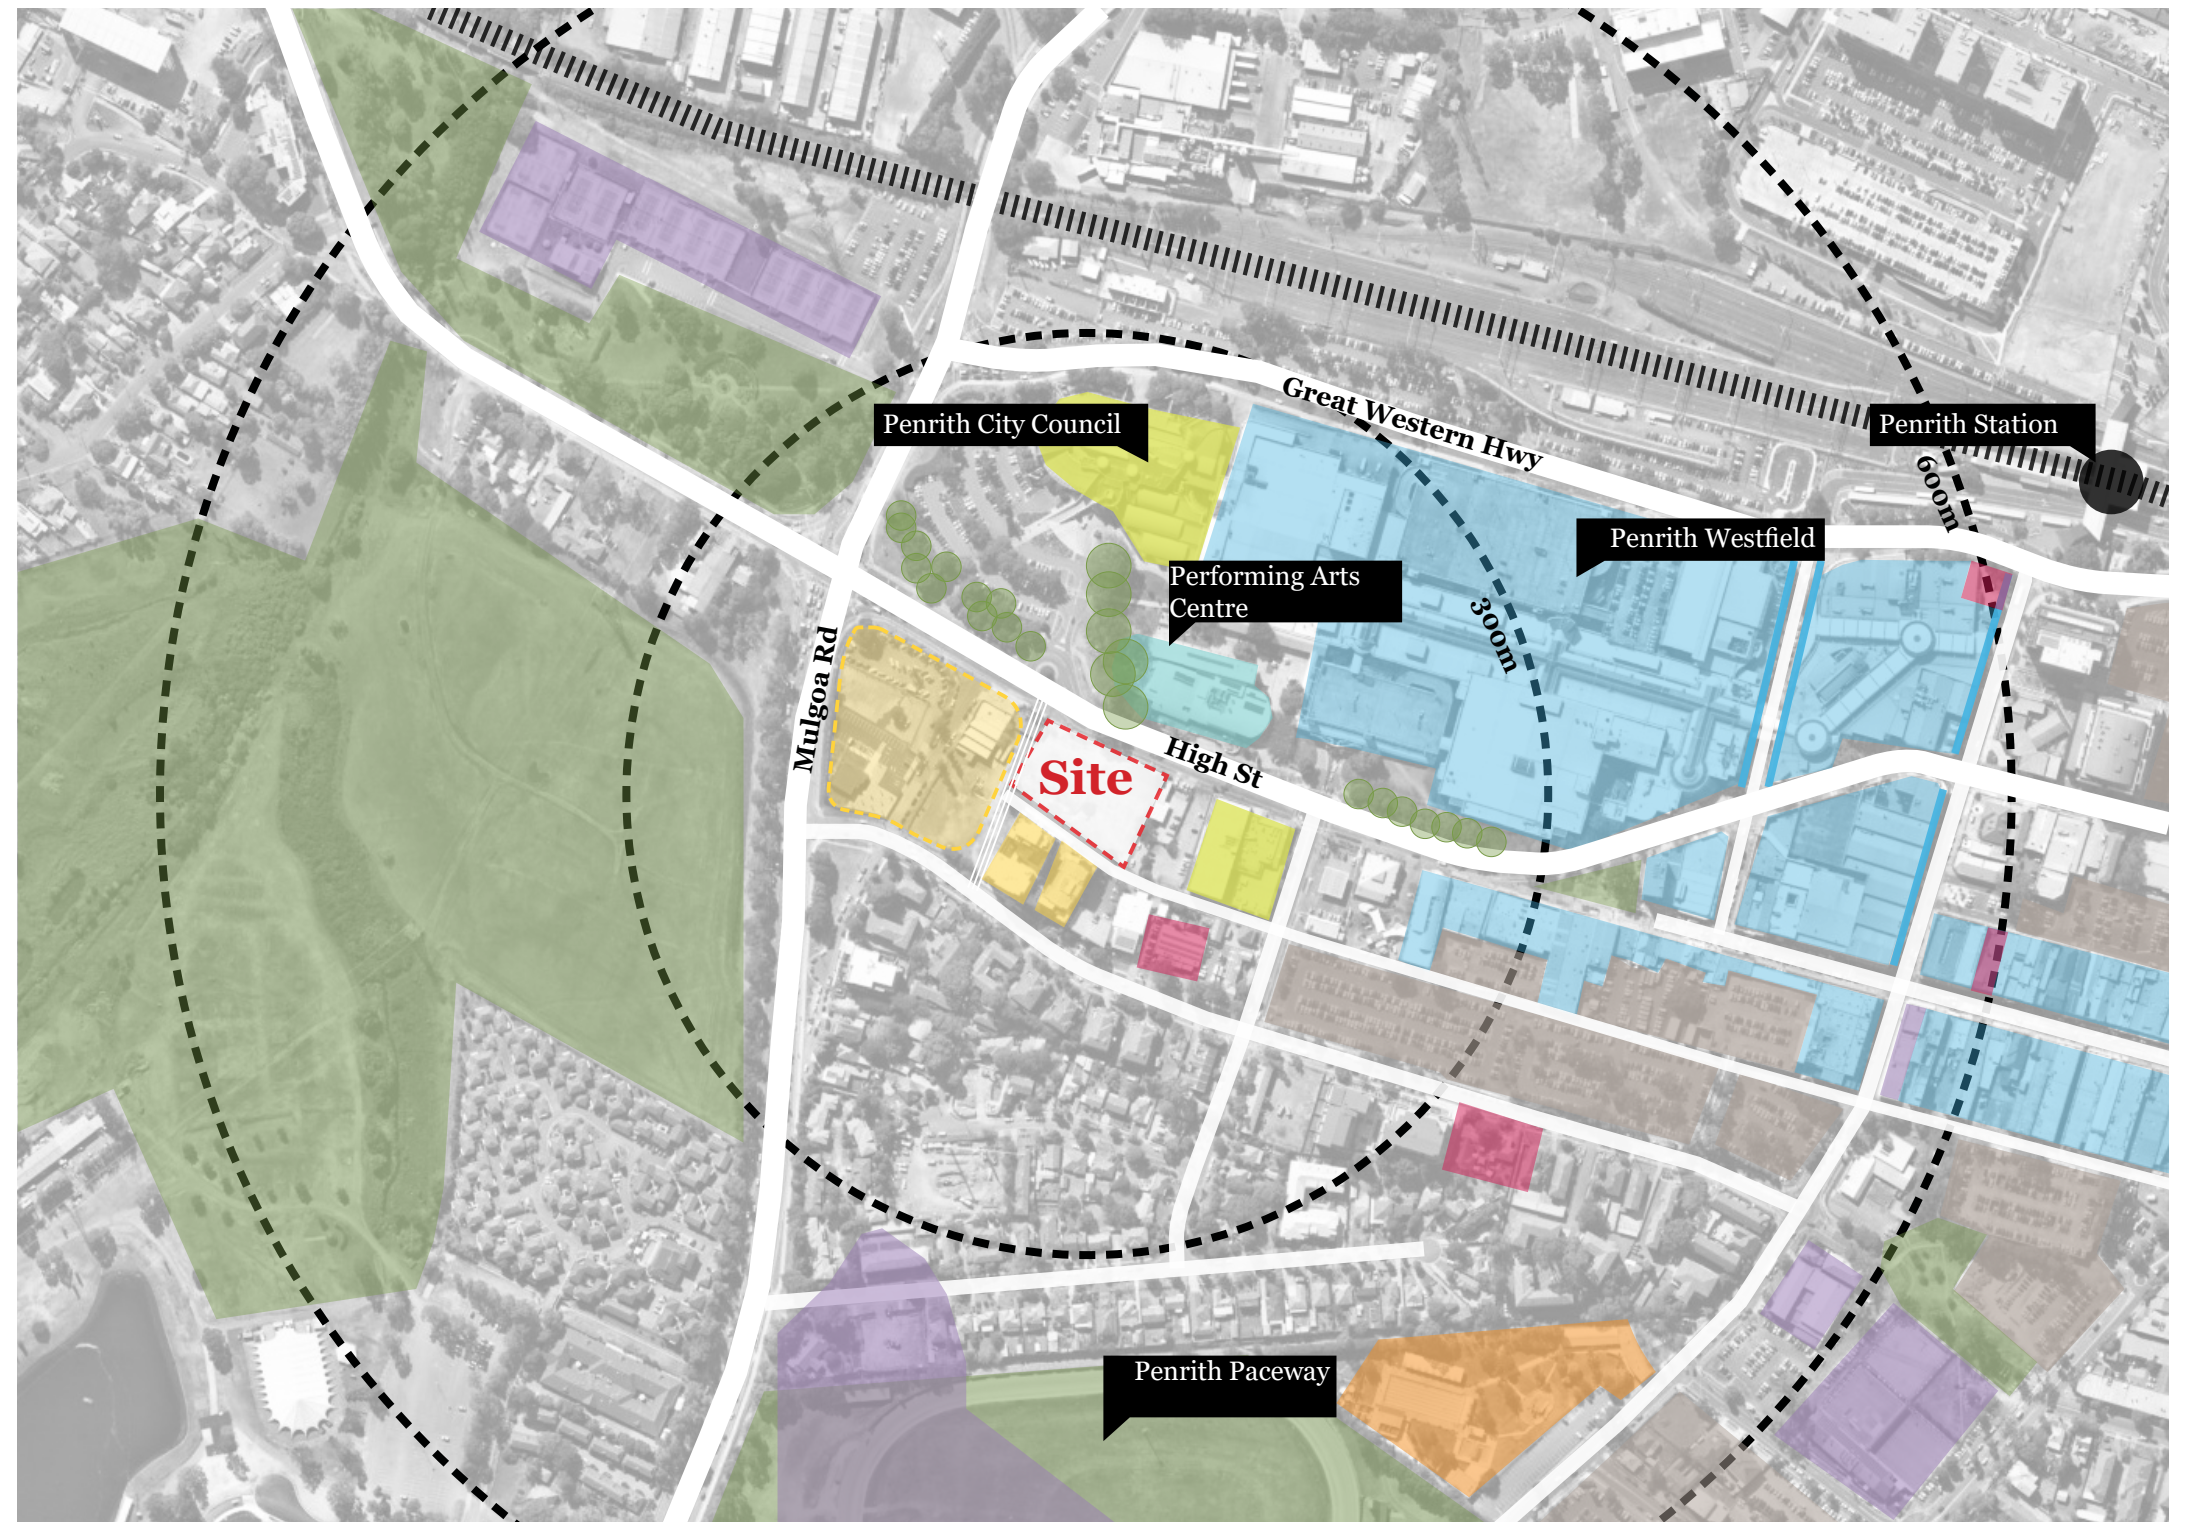 Great Western Hwy
Penrith City Council
Penrith Station
600m
Penrith Westfield
Performing Arts
Centre
300m
Mulgoa Rd
High St
Site
Penrith Paceway